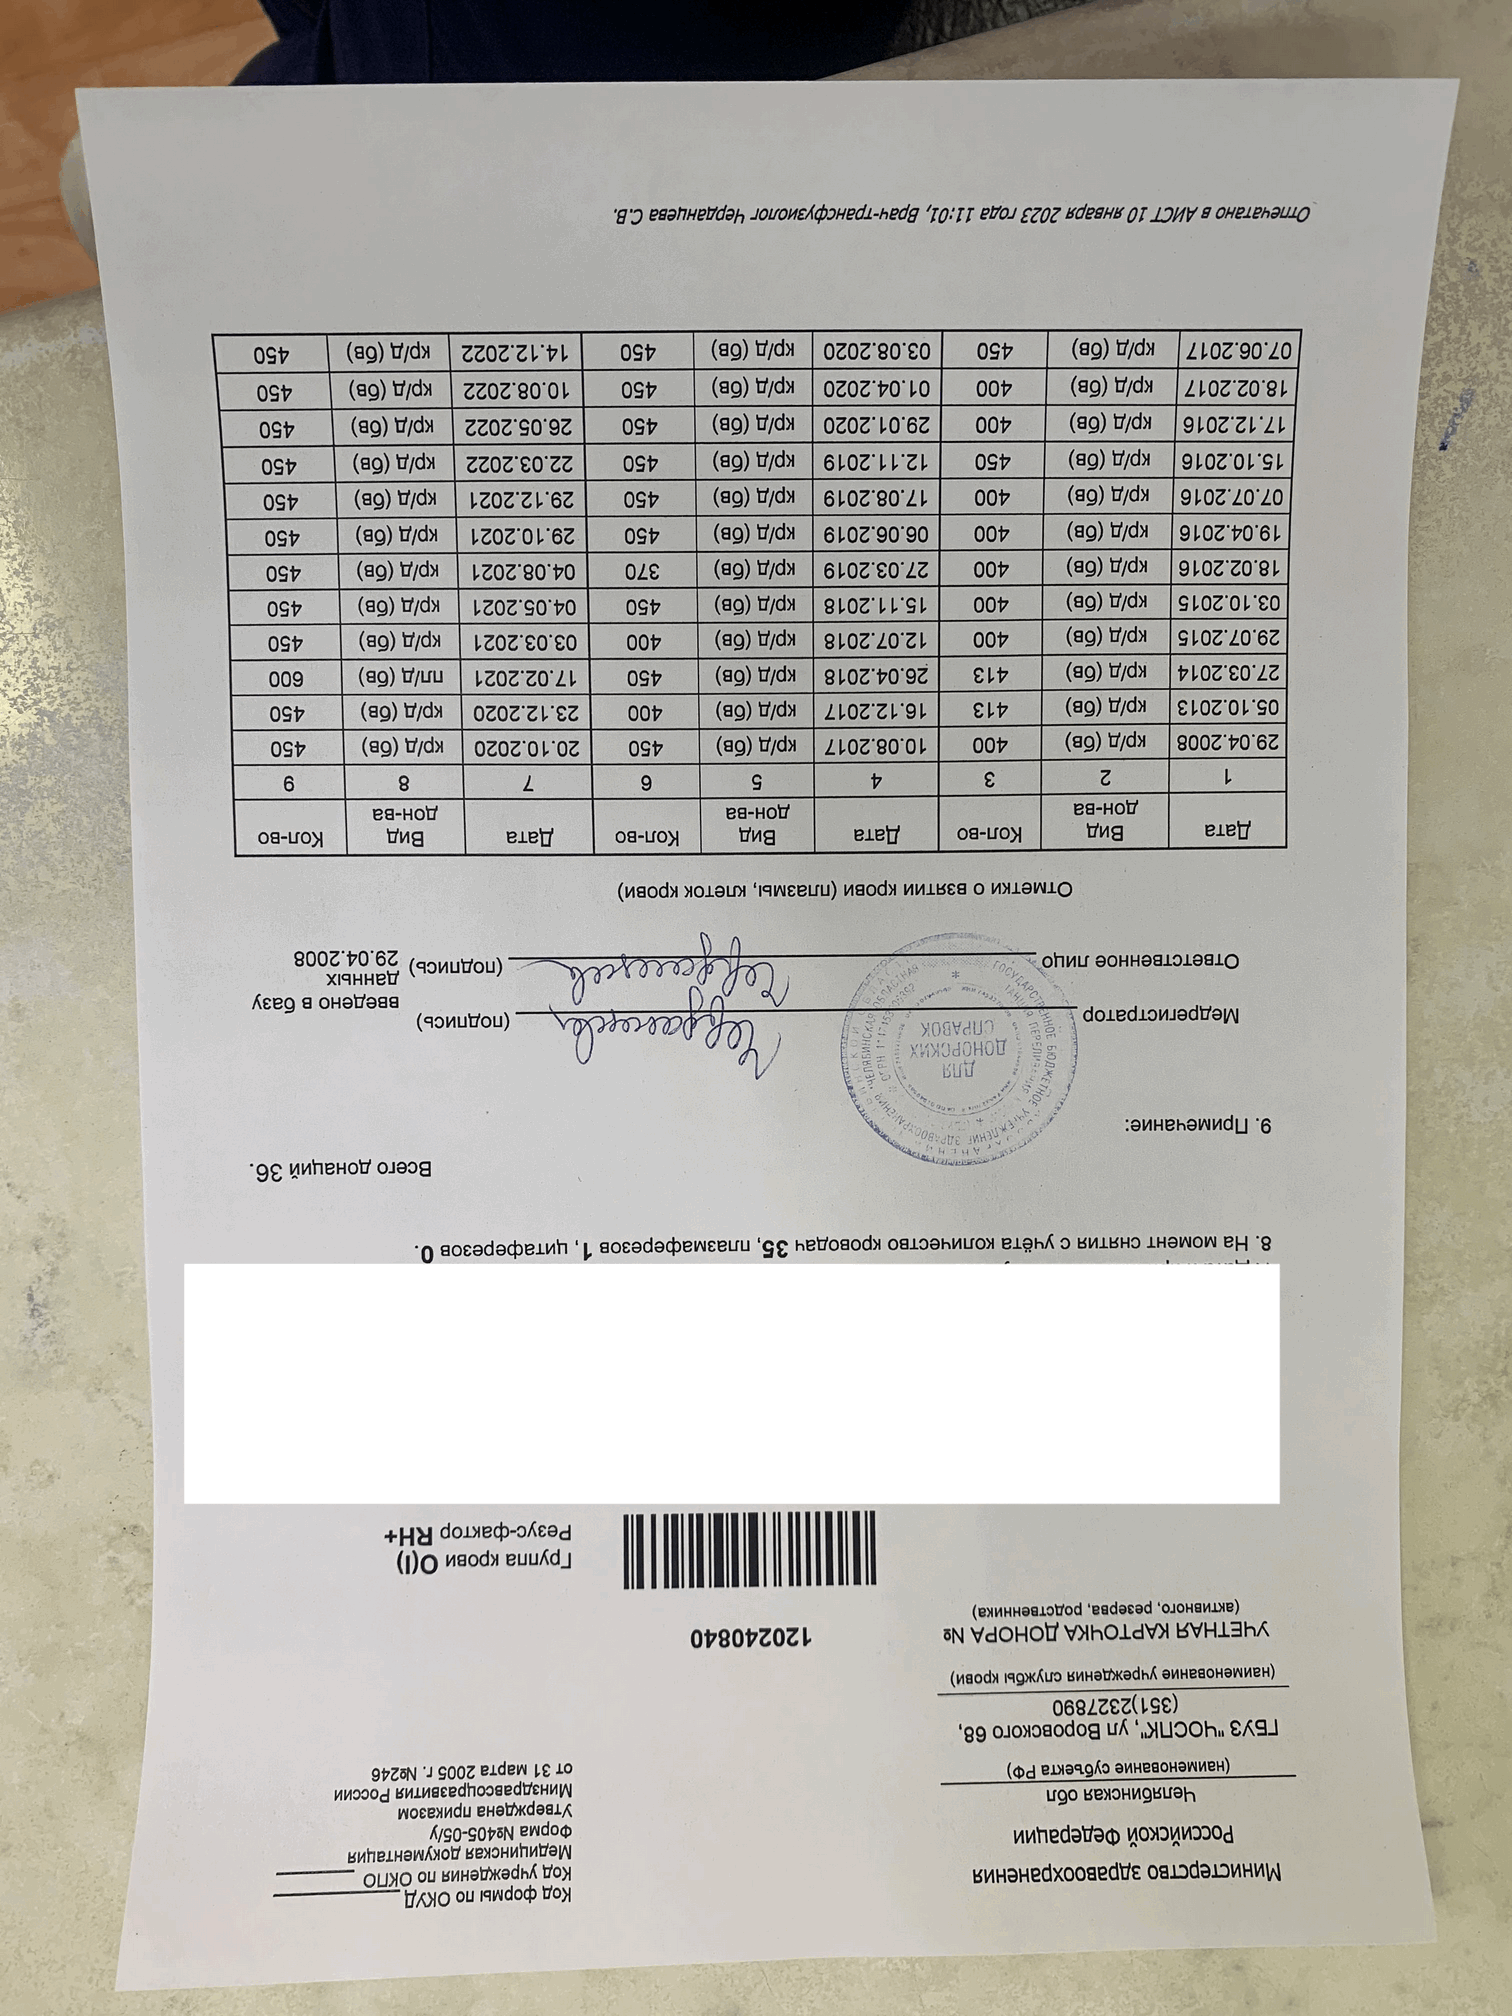 Министерство здравоохранения
Российской Федерации
Челябинская обл
(наименование субъекта РФ)
ГБУЗ "ЧОСПК", ул Воровского 68,
(351)2327890
(наименование учреждения службы крови)
Код формы по ОКУД
Код учреждения по ОКПО
Медицинская документация
Форма №405-05/у
Утверждена приказом
Минздравсоцразвития России
от 31 марта 2005 г. №246
УЧЕТНАЯ КАРТОЧКА ДОНОРА № 120240840
(активного, резерва, родственника)
Группа крови O(I)
Резус-фактор RH+
8. На момент снятия с учёта количество кроводач 35, плазмаферезов 1, цитаферезов 0.
Всего донаций 36.
9. Примечание:
ДЛЯ
ДОНОРСКИХ
СПРАВОК
Медрегистратор (подпись) введено в базу
Ответственное лицо (подпись) данных
29.04.2008
Отметки о взятии крови (плазмы, клеток крови)
Дата Вид дон-ва Кол-во Дата Вид дон-ва Кол-во Дата Вид дон-ва Кол-во
1 2 3 4 5 6 7 8 9
29.04.2008 кр/д (бв) 400 10.08.2017 кр/д (бв) 450 20.10.2020 кр/д (бв) 450
05.10.2013 кр/д (бв) 413 16.12.2017 кр/д (бв) 400 23.12.2020 кр/д (бв) 450
27.03.2014 кр/д (бв) 413 26.04.2018 кр/д (бв) 450 17.02.2021 пл/д (бв) 600
29.07.2015 кр/д (бв) 400 12.07.2018 кр/д (бв) 400 03.03.2021 кр/д (бв) 450
03.10.2015 кр/д (бв) 400 15.11.2018 кр/д (бв) 450 04.05.2021 кр/д (бв) 450
18.02.2016 кр/д (бв) 400 27.03.2019 кр/д (бв) 370 04.08.2021 кр/д (бв) 450
19.04.2016 кр/д (бв) 400 06.06.2019 кр/д (бв) 450 29.10.2021 кр/д (бв) 450
07.07.2016 кр/д (бв) 400 17.08.2019 кр/д (бв) 450 29.12.2021 кр/д (бв) 450
15.10.2016 кр/д (бв) 450 12.11.2019 кр/д (бв) 450 22.03.2022 кр/д (бв) 450
17.12.2016 кр/д (бв) 400 29.01.2020 кр/д (бв) 450 26.05.2022 кр/д (бв) 450
18.02.2017 кр/д (бв) 400 01.04.2020 кр/д (бв) 450 10.08.2022 кр/д (бв) 450
07.06.2017 кр/д (бв) 450 03.08.2020 кр/д (бв) 450 14.12.2022 кр/д (бв) 450
Отпечатано в АИСТ 10 января 2023 года 11:01, Врач-трансфузиолог Черданцева С.В.